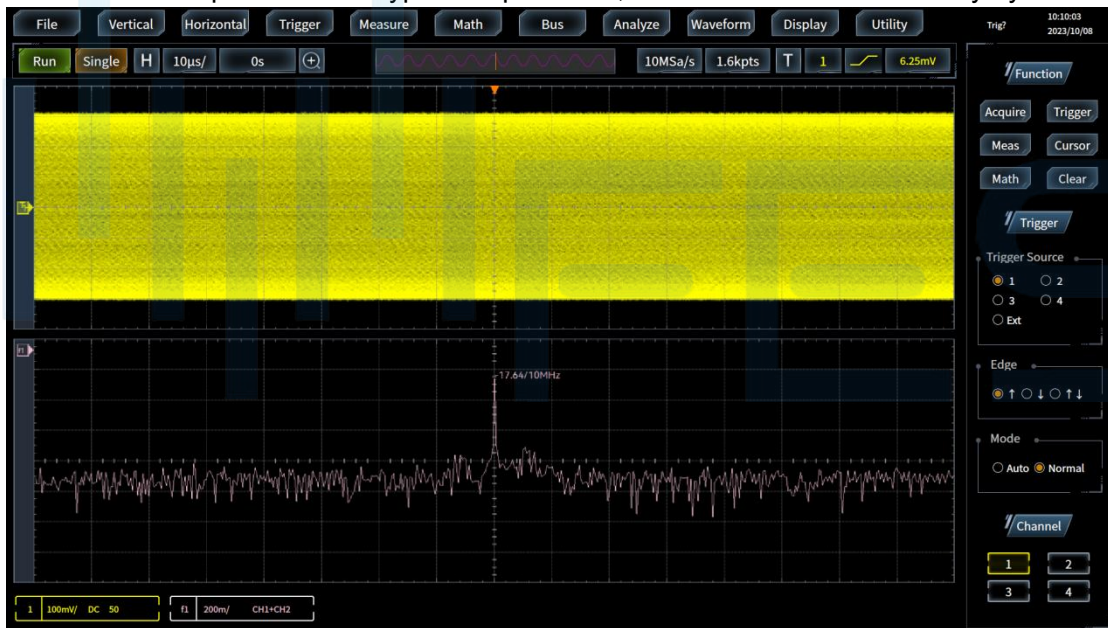 File Vertical Horizontal Trigger Measure Math Bus Analyze Waveform Display Utility Trig? 10:10:03
2023/10/08
Run Single H 10μs/ 0s 10MSa/s 1.6kpts T 1 6.25mV
Function
Acquire Trigger
Meas Cursor
Math Clear
Trigger
Trigger Source
1 2
3 4
Ext
f1
-17.64/10MHz
Edge
↑ ↓ ↑↓
Mode
Auto Normal
Channel
1 2
3 4
1 100mV/ DC 50 f1 200m/ CH1+CH2